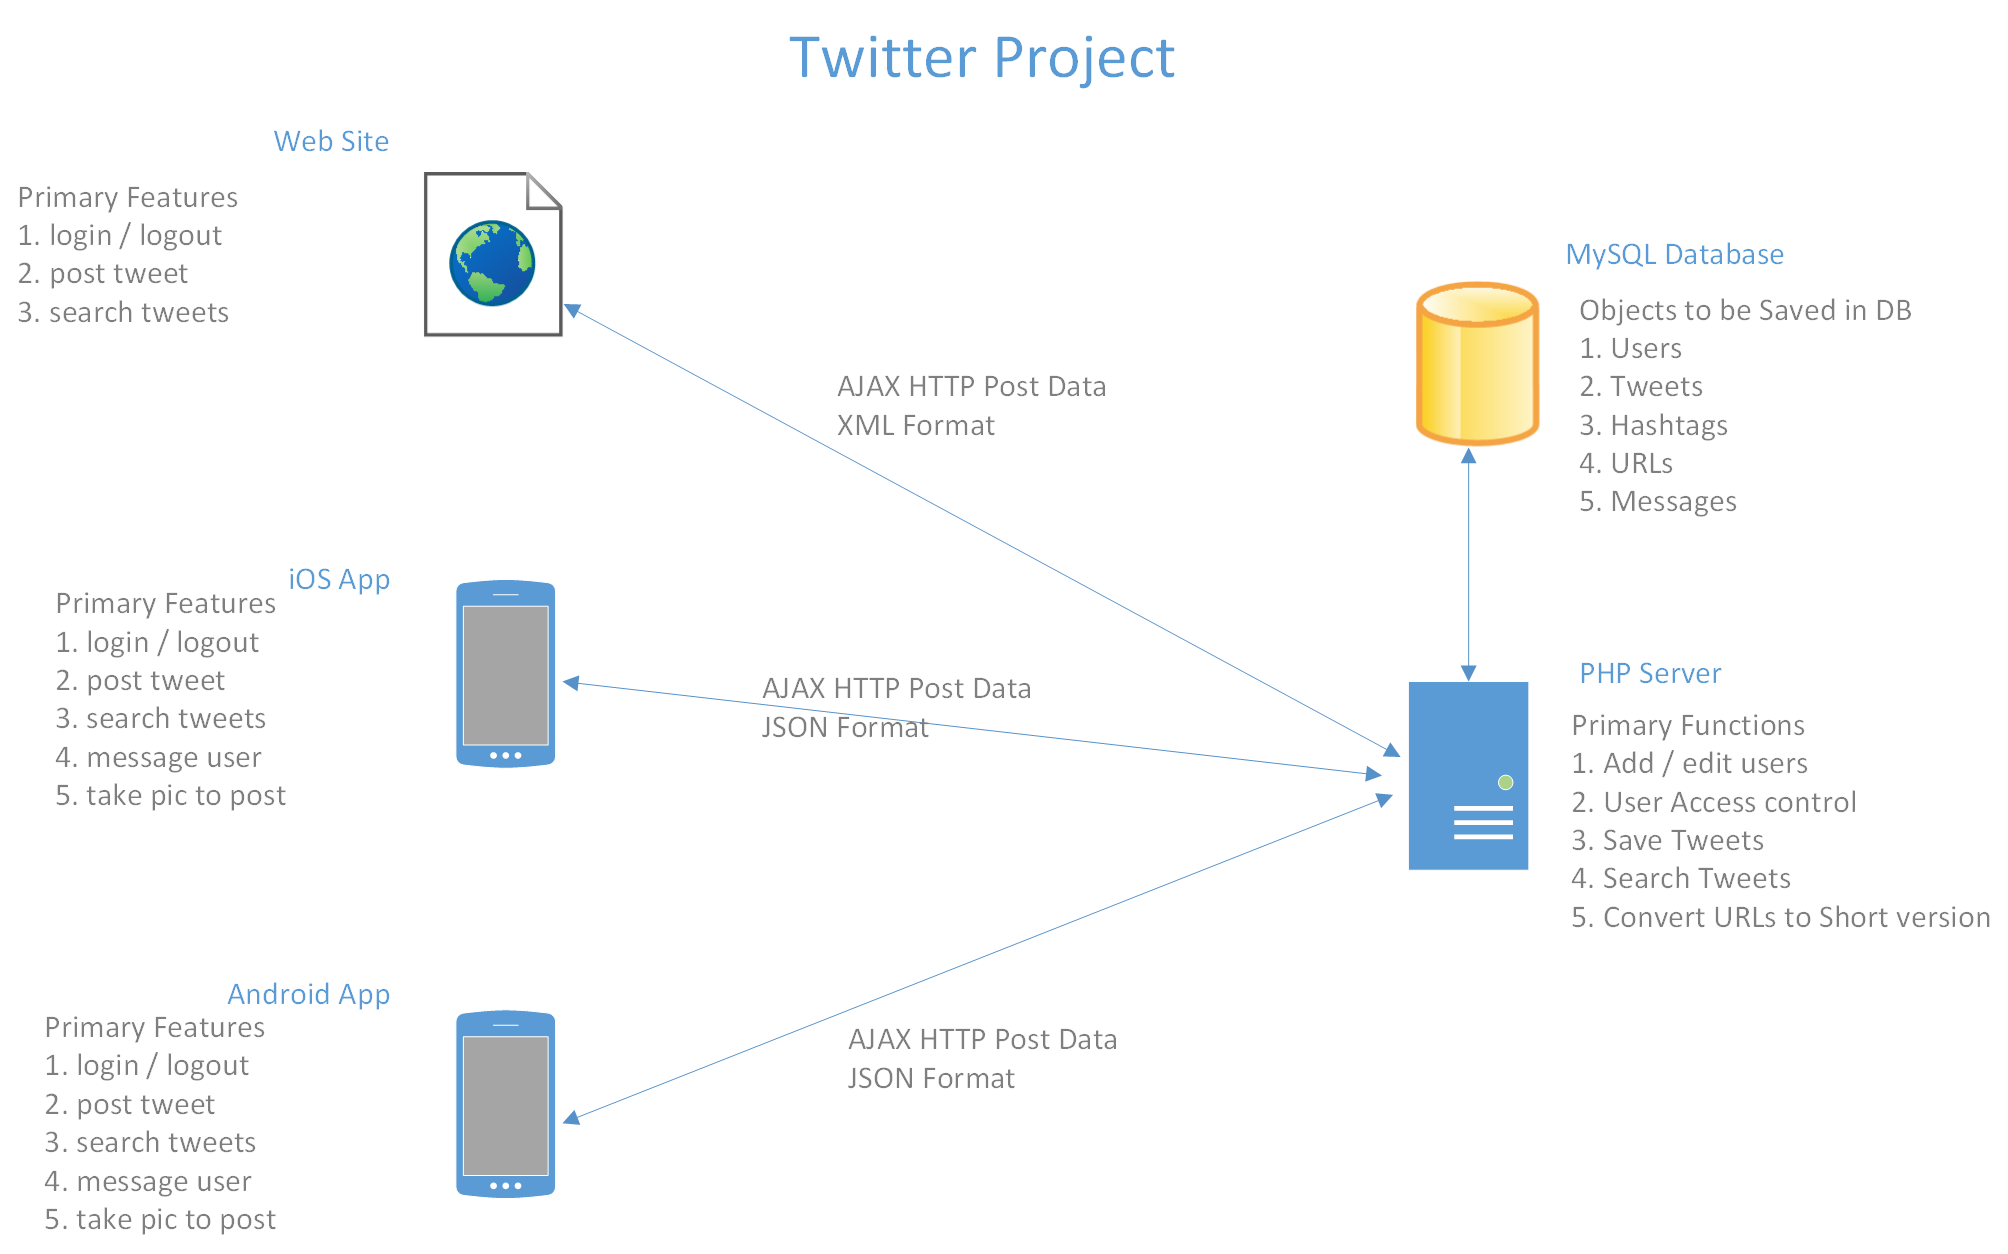 Twitter Project
Web Site
Primary Features
1. login / logout
2. post tweet
3. search tweets
AJAX HTTP Post Data
XML Format
MySQL Database
Objects to be Saved in DB
1. Users
2. Tweets
3. Hashtags
4. URLs
5. Messages
iOS App
Primary Features
1. login / logout
2. post tweet
3. search tweets
4. message user
5. take pic to post
AJAX HTTP Post Data
JSON Format
PHP Server
Primary Functions
1. Add / edit users
2. User Access control
3. Save Tweets
4. Search Tweets
5. Convert URLs to Short version
Android App
Primary Features
1. login / logout
2. post tweet
3. search tweets
4. message user
5. take pic to post
AJAX HTTP Post Data
JSON Format